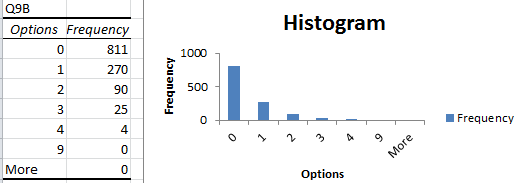 Q9B
Options Frequency
0 811
1 270
2 90
3 25
4 4
9 0
More 0
Histogram
Frequency
1000
500
0
0 1 2 3 4 9 More
Options
Frequency